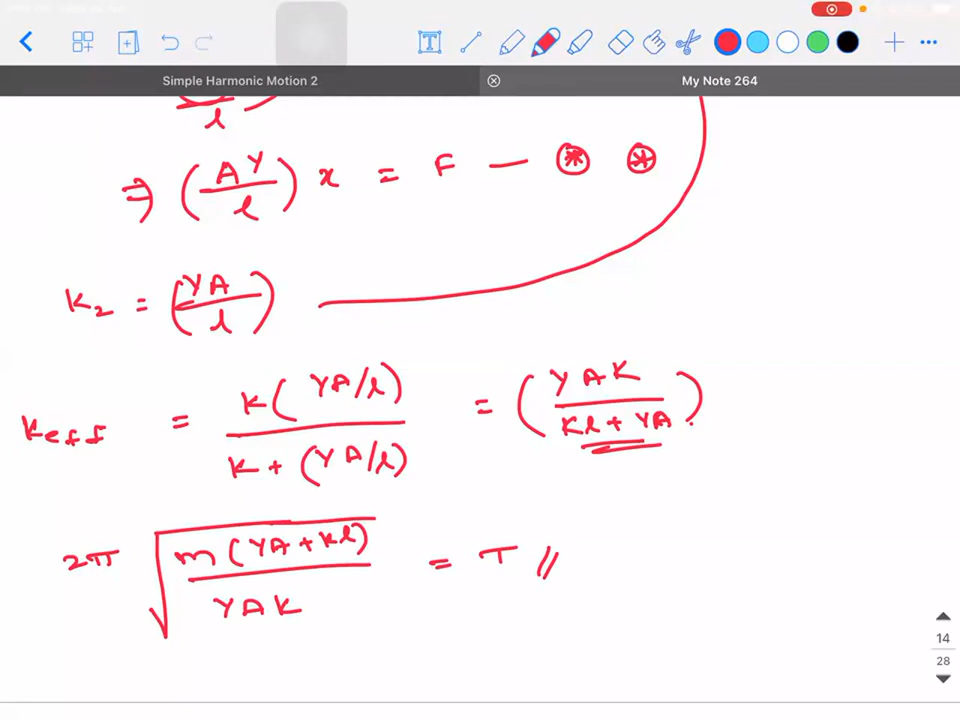 Simple Harmonic Motion 2
My Note 264
l
⇒ (AY/l) x = F — ⊛ ⊛
K₂ = (YA/l)
Keff = K(YA/l) / K + (YA/l) = (YAK / Kl + YA)
2π √(m(YA + Kl) / YAK) = T //
14
28